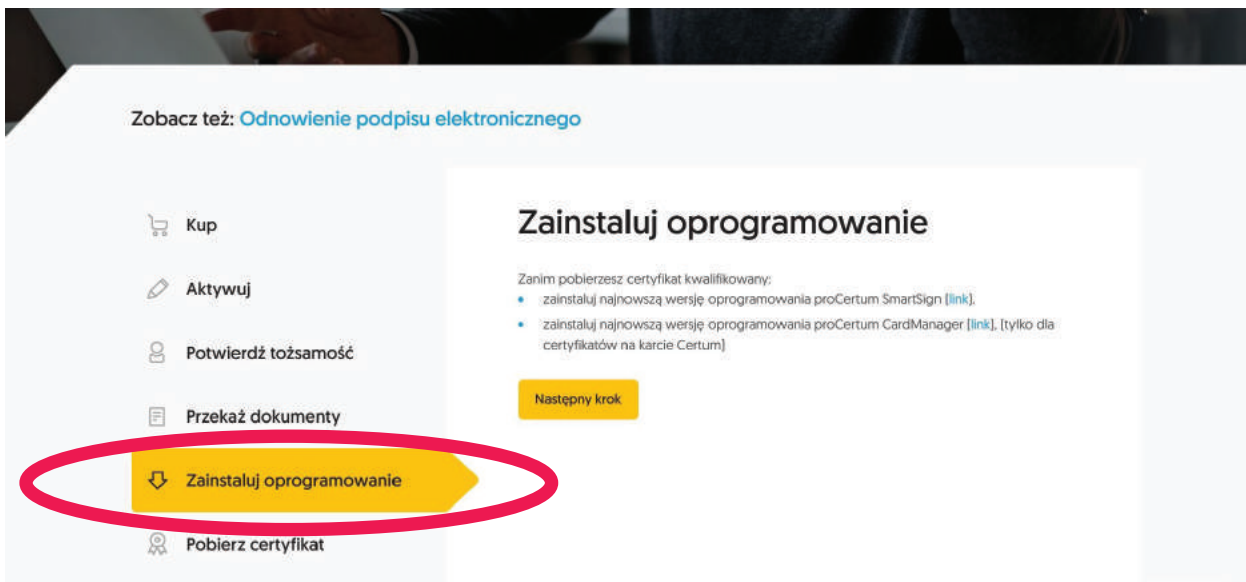 Zobacz też: Odnowienie podpisu elektronicznego
Kup
Aktywuj
Potwierdź tożsamość
Przekaż dokumenty
Zainstaluj oprogramowanie
Pobierz certyfikat
Zainstaluj oprogramowanie
Zanim pobierzesz certyfikat kwalifikowany:
• zainstaluj najnowszą wersję oprogramowania proCertum SmartSign [link],
• zainstaluj najnowszą wersję oprogramowania proCertum CardManager [link], [tylko dla
certyfikatów na karcie Certum]
Następny krok